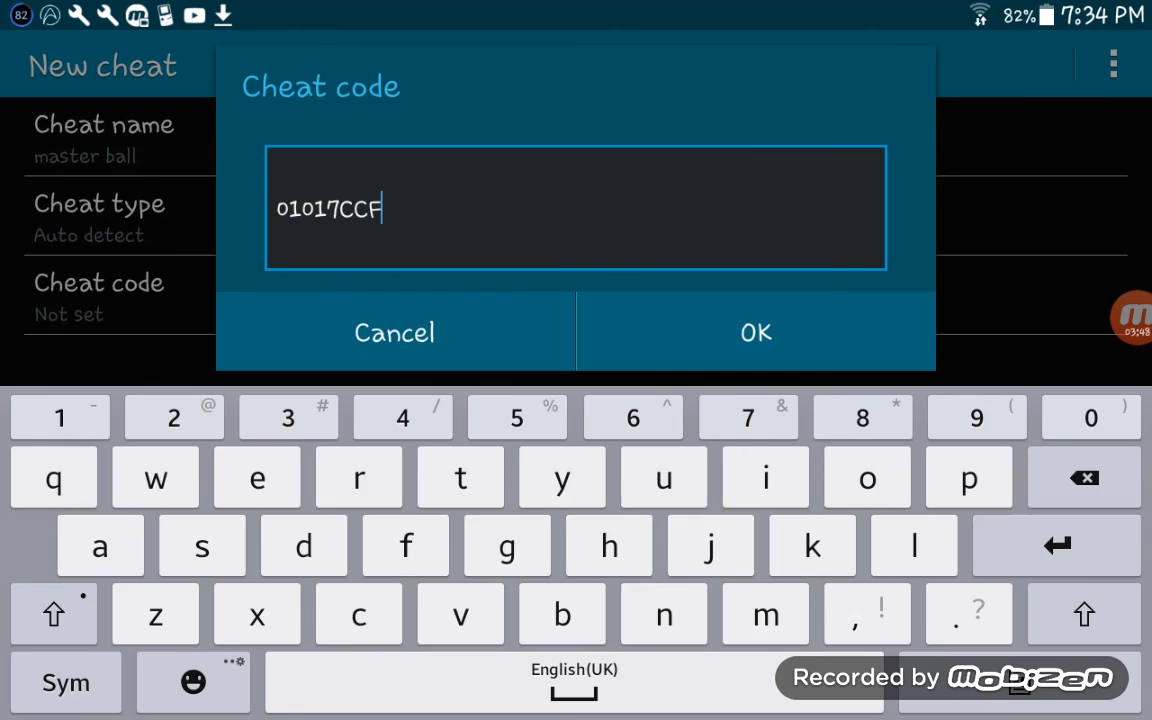 82
82% 7:34 PM
New cheat
Cheat name
master ball
Cheat type
Auto detect
Cheat code
Not set
Cheat code
01017CCF
Cancel
OK
03:48
1 - 2 @ 3 # 4 / 5 % 6 ^ 7 & 8 * 9 ( 0 )
q w e r t y u i o p
a s d f g h j k l
z x c v b n m , ! . ?
Sym
English(UK)
Recorded by mobizen